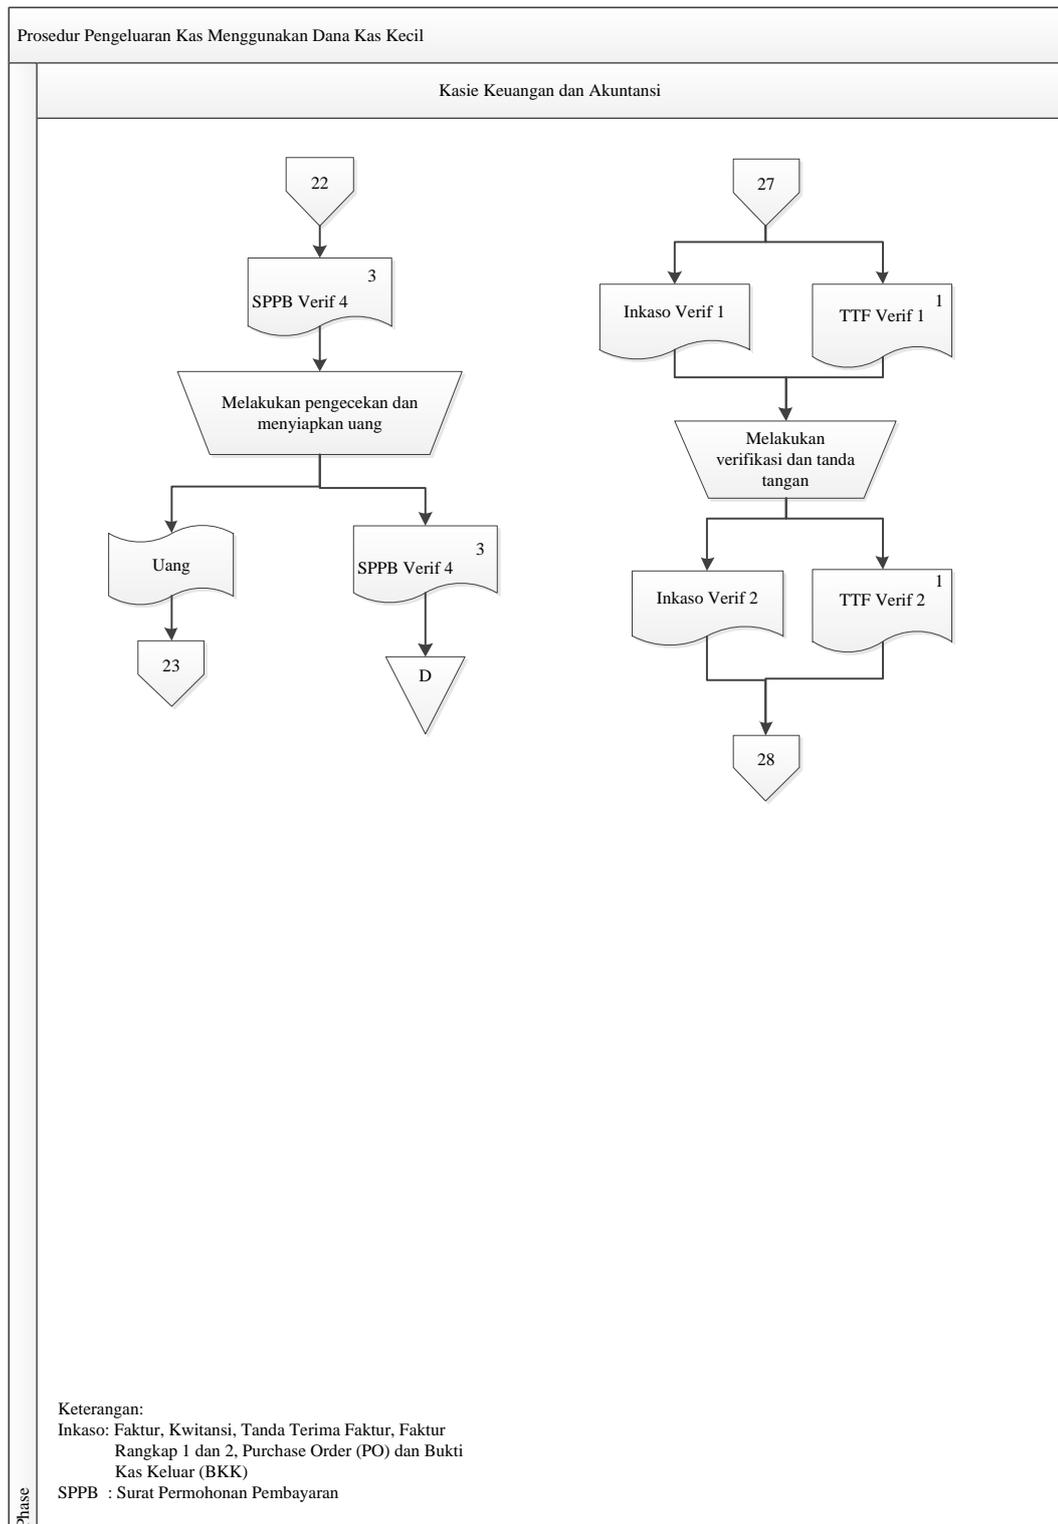 Prosedur Pengeluaran Kas Menggunakan Dana Kas Kecil
Kasie Keuangan dan Akuntansi
22
3
SPPB Verif 4
Melakukan pengecekan dan
menyiapkan uang
Uang
3
SPPB Verif 4
23
D
27
Inkaso Verif 1
1
TTF Verif 1
Melakukan
verifikasi dan tanda
tangan
Inkaso Verif 2
1
TTF Verif 2
28
Keterangan:
Inkaso: Faktur, Kwitansi, Tanda Terima Faktur, Faktur
Rangkap 1 dan 2, Purchase Order (PO) dan Bukti
Kas Keluar (BKK)
SPPB : Surat Permohonan Pembayaran
Phase